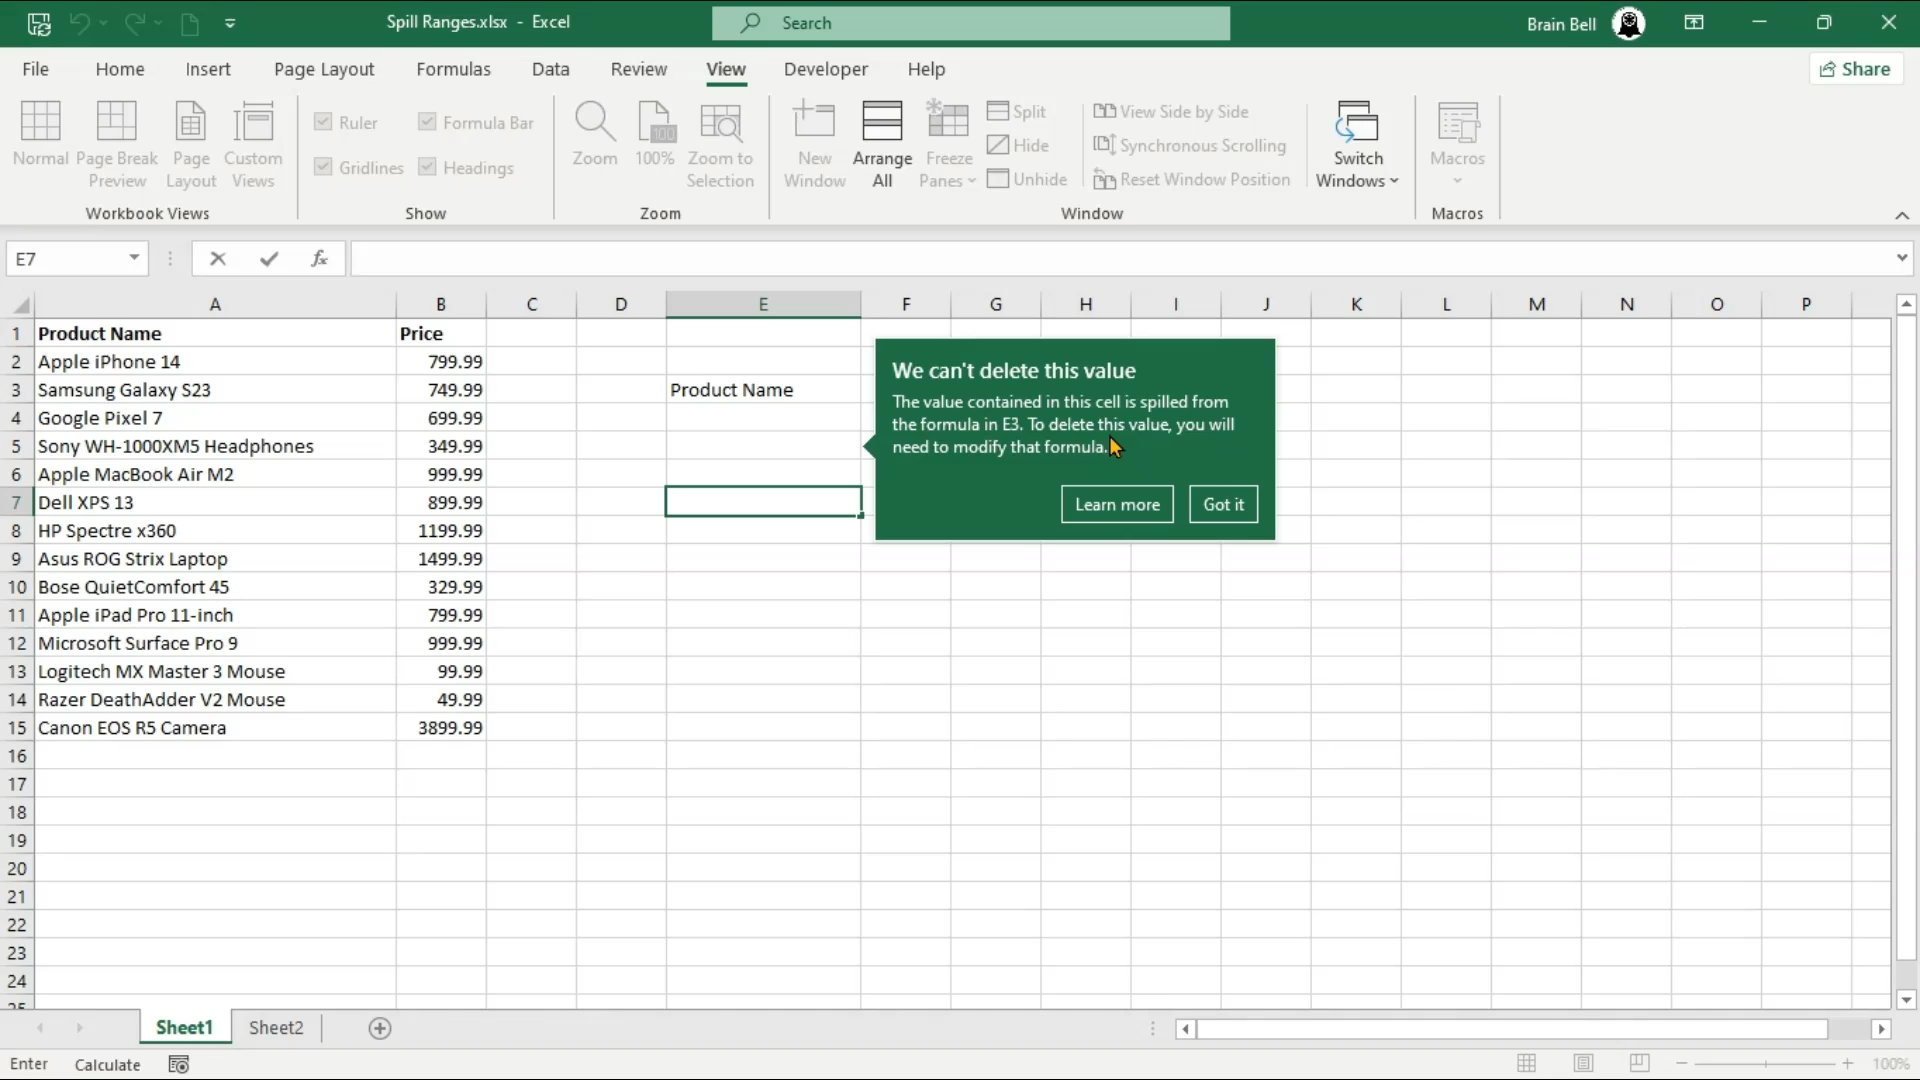 Spill Ranges.xlsx - Excel
Search
Brain Bell
File Home Insert Page Layout Formulas Data Review View Developer Help
Share
Normal
Page Break Preview
Page Layout
Custom Views
Workbook Views
Ruler
Formula Bar
Gridlines
Headings
Show
Zoom
100
100%
Zoom to Selection
Zoom
New Window
Arrange All
Freeze Panes
Split
Hide
Unhide
View Side by Side
Synchronous Scrolling
Reset Window Position
Switch Windows
Window
Macros
Macros
E7
fx
A B C D E F G H I J K L M N O P
1 Product Name Price
2 Apple iPhone 14 799.99
3 Samsung Galaxy S23 749.99 Product Name
4 Google Pixel 7 699.99
5 Sony WH-1000XM5 Headphones 349.99
6 Apple MacBook Air M2 999.99
7 Dell XPS 13 899.99
8 HP Spectre x360 1199.99
9 Asus ROG Strix Laptop 1499.99
10 Bose QuietComfort 45 329.99
11 Apple iPad Pro 11-inch 799.99
12 Microsoft Surface Pro 9 999.99
13 Logitech MX Master 3 Mouse 99.99
14 Razer DeathAdder V2 Mouse 49.99
15 Canon EOS R5 Camera 3899.99
16
17
18
19
20
21
22
23
24
25
We can't delete this value
The value contained in this cell is spilled from
the formula in E3. To delete this value, you will
need to modify that formula.
Learn more Got it
Sheet1 Sheet2
Enter Calculate
100%